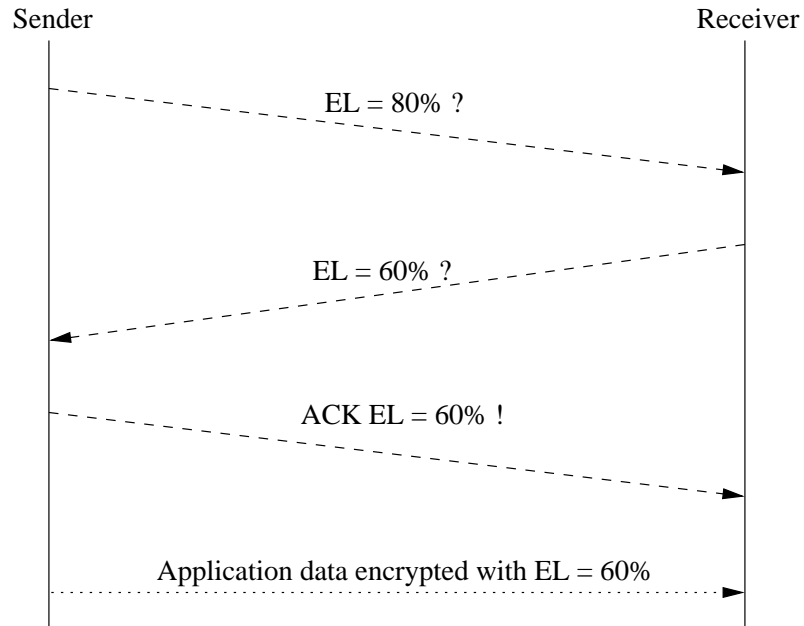 Sender
Receiver
EL = 80% ?
EL = 60% ?
ACK EL = 60% !
Application data encrypted with EL = 60%